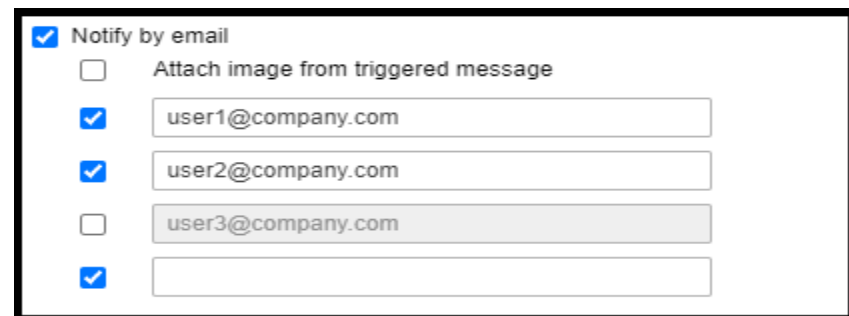 Notify by email
Attach image from triggered message
user1@company.com
user2@company.com
user3@company.com